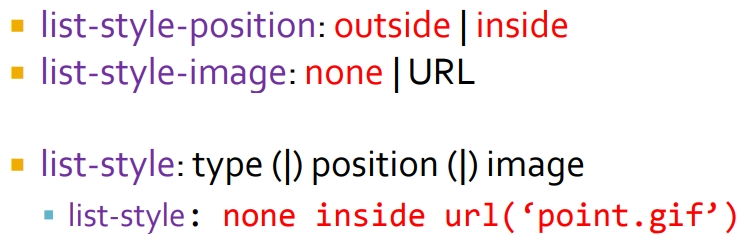 ▪ list-style-position: outside | inside
▪ list-style-image: none | URL
▪ list-style: type (|) position (|) image
▪ list-style: none inside url(‘point.gif’)